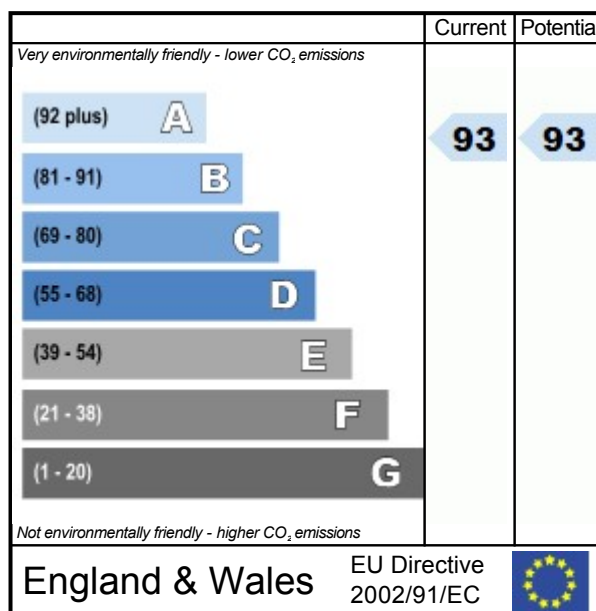 Current Potentia
Very environmentally friendly - lower CO₂ emissions
(92 plus) A
93 93
(81 - 91) B
(69 - 80) C
(55 - 68) D
(39 - 54) E
(21 - 38) F
(1 - 20) G
Not environmentally friendly - higher CO₂ emissions
England & Wales
EU Directive
2002/91/EC